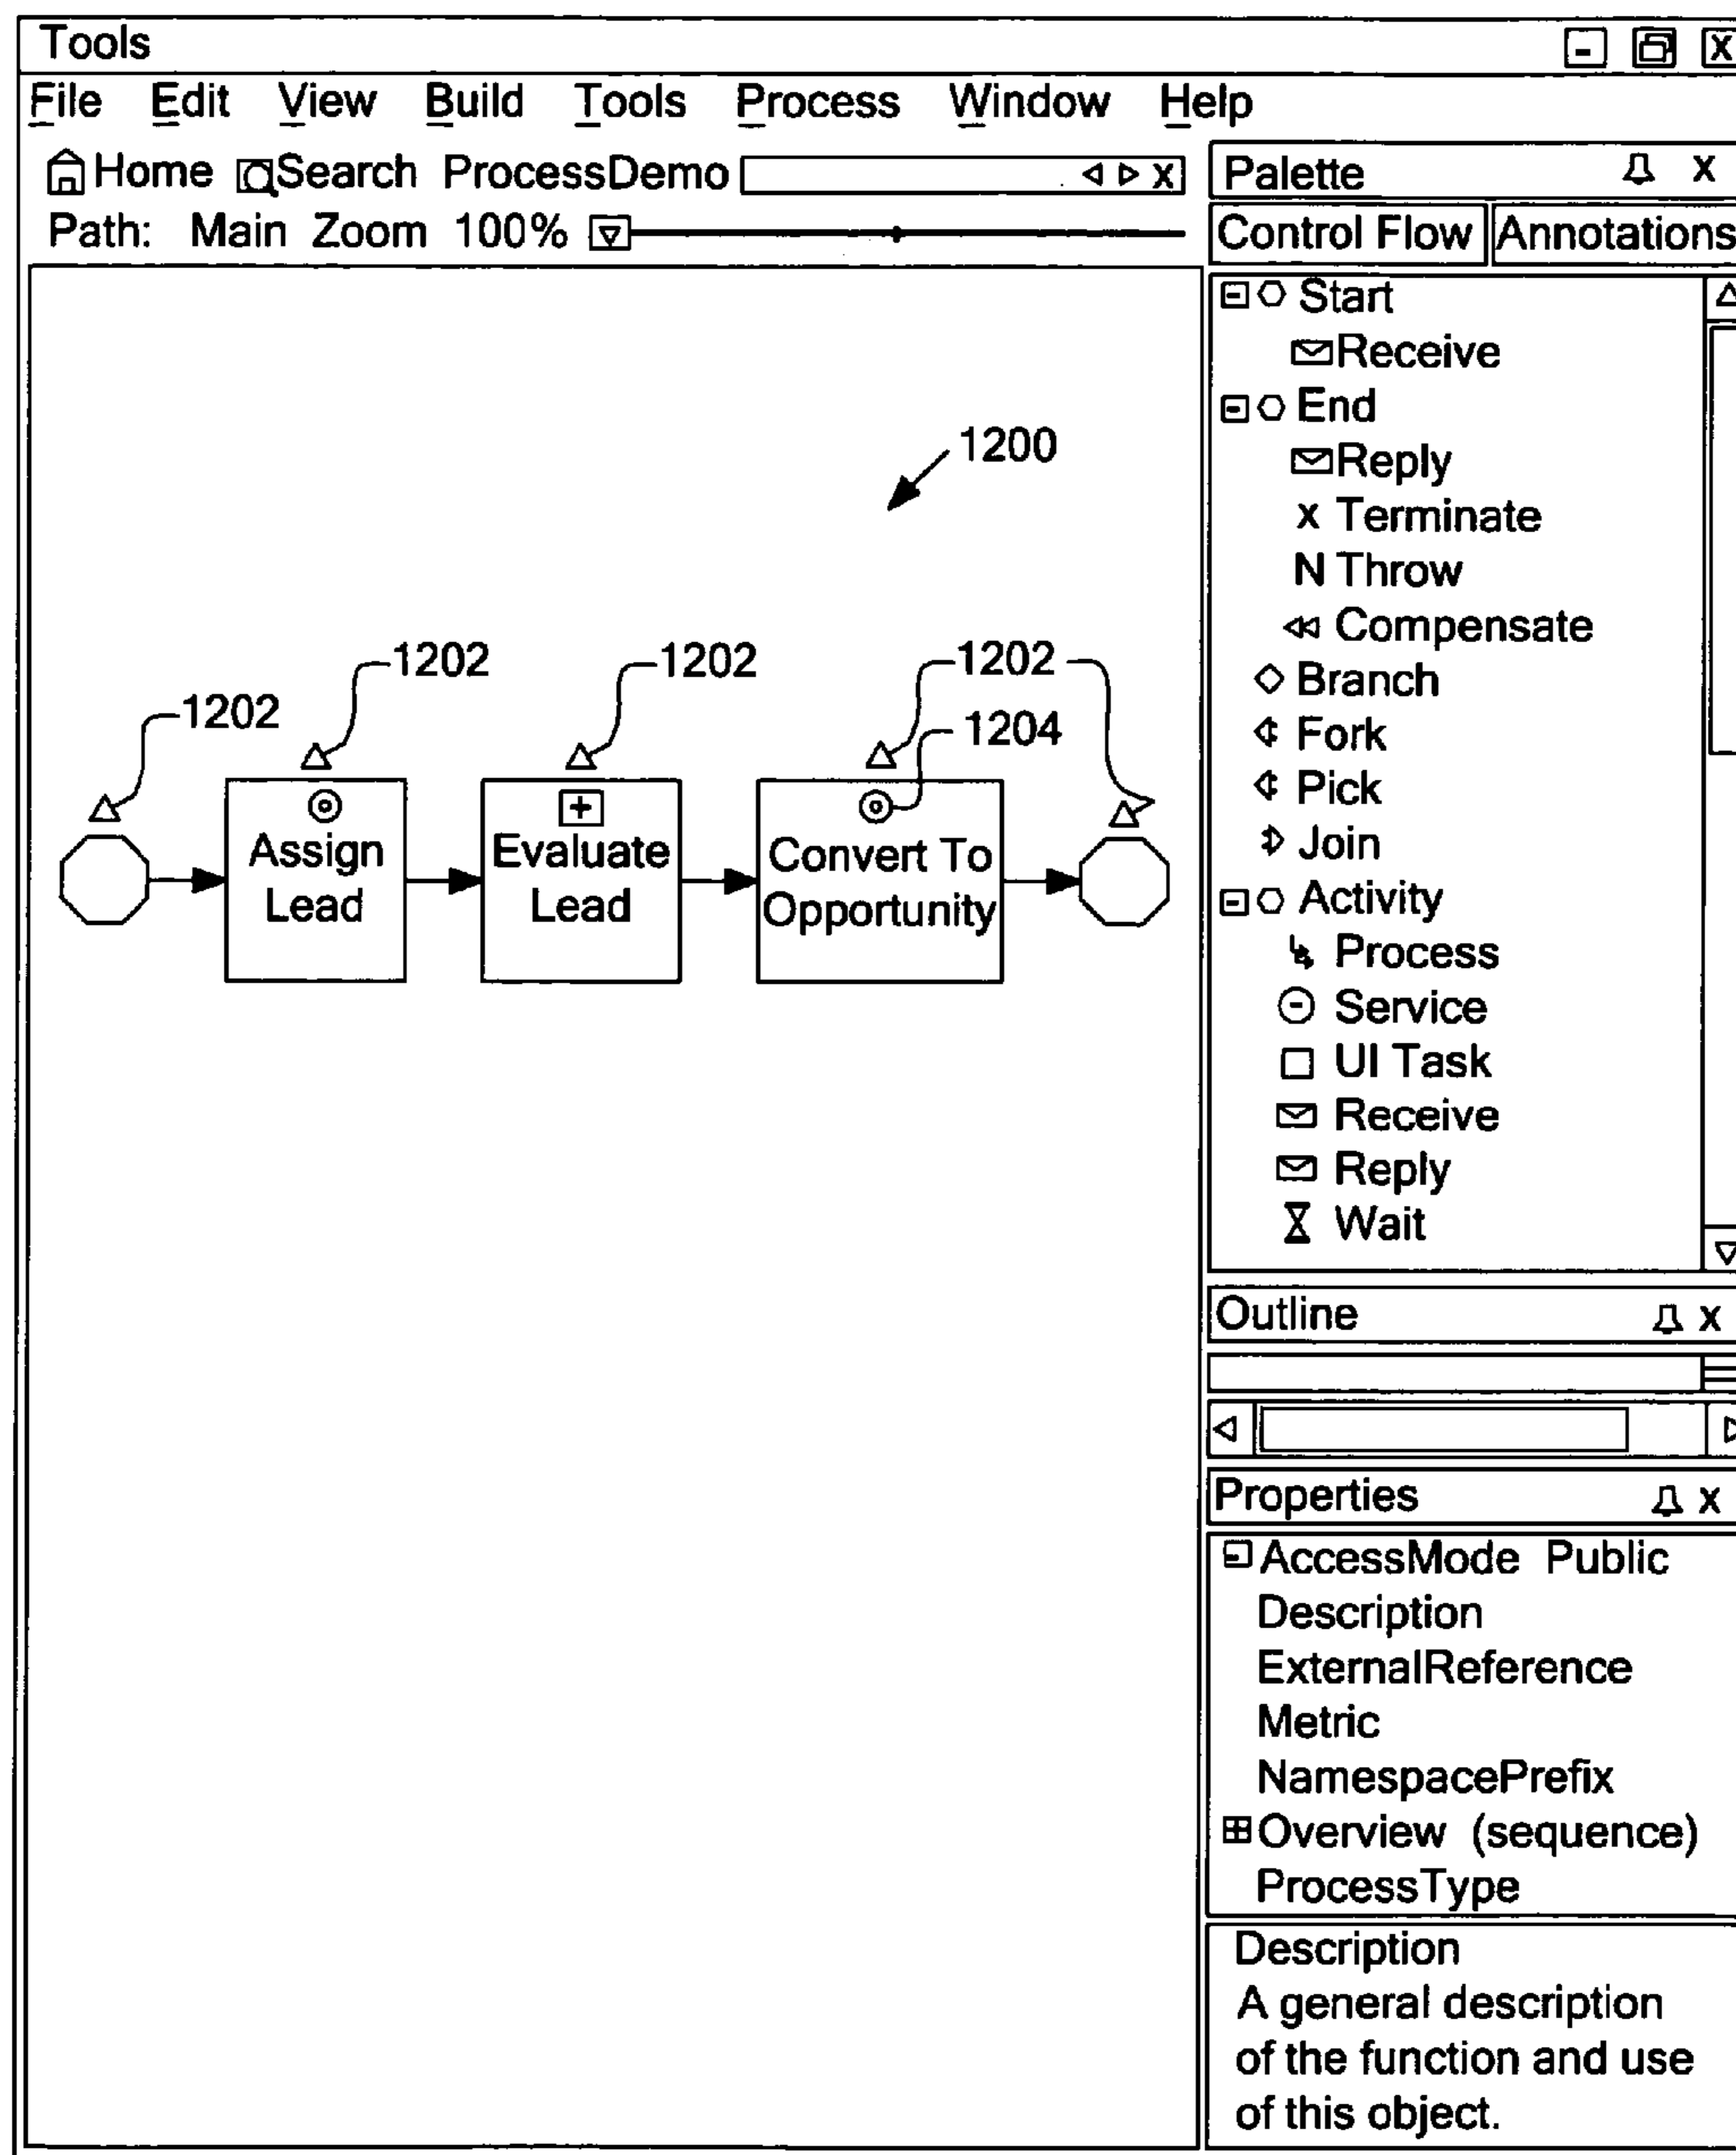 Tools
File Edit View Build Tools Process Window Help
Home Search ProcessDemo
Path: Main Zoom 100%
1200
1202
1202
1202
1202
1204
Assign
Lead
Evaluate
Lead
Convert To
Opportunity
Palette X
Control Flow Annotations
Start
Receive
End
Reply
x Terminate
N Throw
Compensate
Branch
Fork
Pick
Join
Activity
Process
Service
UI Task
Receive
Reply
Wait
Outline x
Properties x
AccessMode Public
Description
ExternalReference
Metric
NamespacePrefix
Overview (sequence)
ProcessType
Description
A general description
of the function and use
of this object.